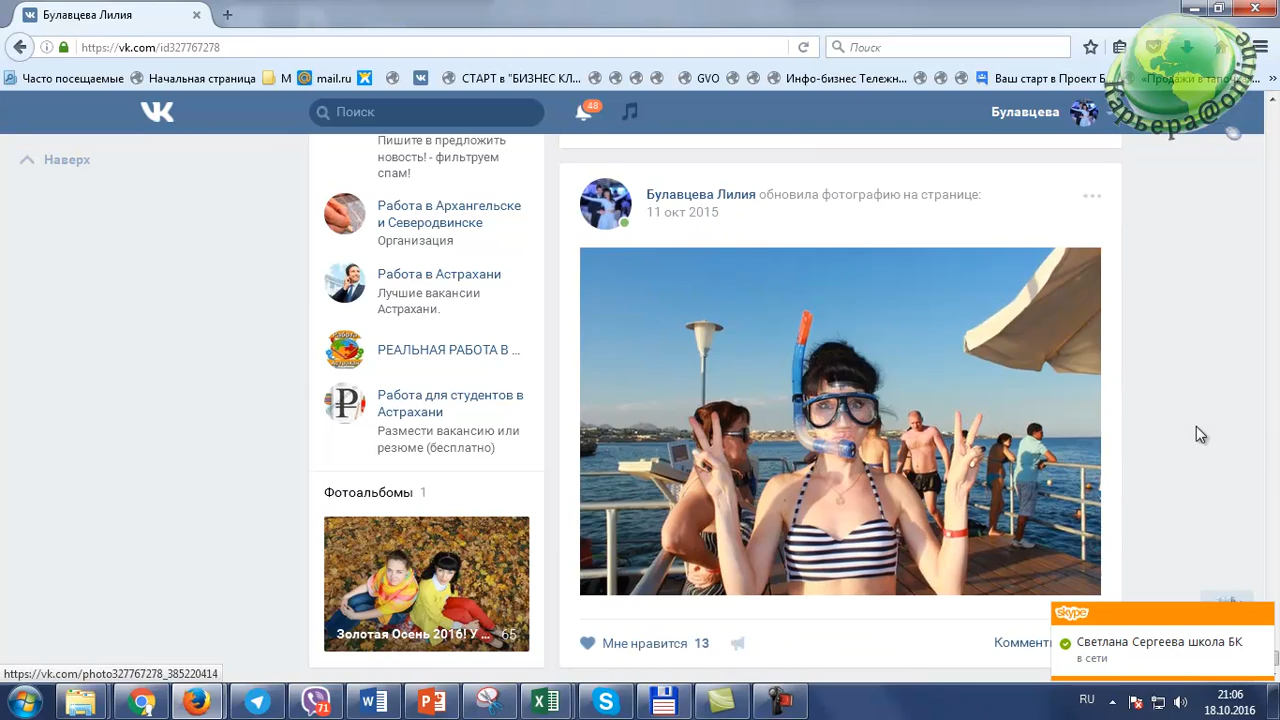 Булавцева Лилия
https://vk.com/id327767278
Поиск
Часто посещаемые
Начальная страница
М
mail.ru
СТАРТ в "БИЗНЕС КЛ...
GVO
Инфо-бизнес Тележн...
Ваш старт в Проект Б
«Продажи в тапочка
Карьера@online
Поиск
48
Булавцева
Наверх
Пишите в предложить
новость! - фильтруем
спама!
Работа в Архангельске
и Северодвинске
Организация
Работа в Астрахани
Лучшие вакансии
Астрахани.
РЕАЛЬНАЯ РАБОТА В ...
Работа для студентов в
Астрахани
Размести вакансию или
резюме (бесплатно)
Фотоальбомы 1
Золотая Осень 2016! У ... 65
Булавцева Лилия обновила фотографию на странице:
11 окт 2015
Мне нравится 13
Коммент
skype
Светлана Сергеева школа БК
в сети
https://vk.com/photo327767278_385220414
71
RU
21:06
18.10.2016